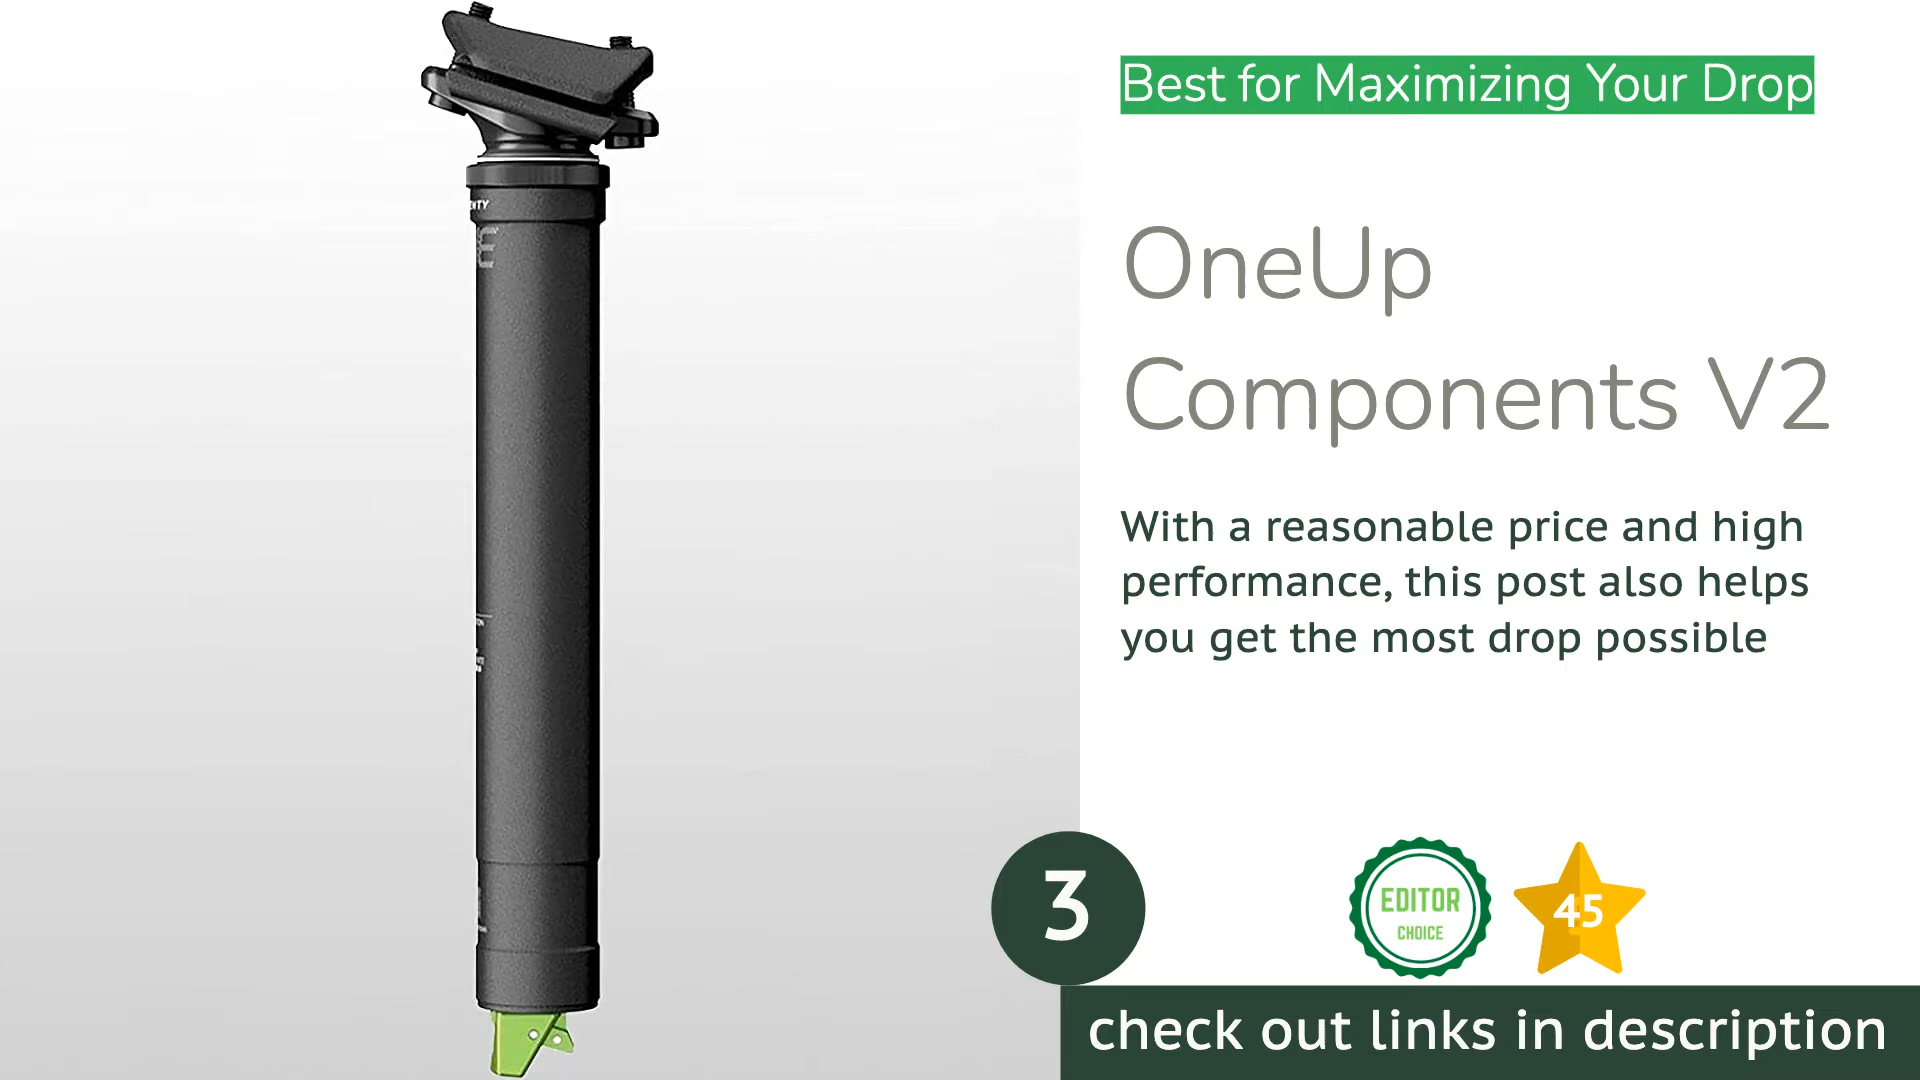 Best for Maximizing Your Drop
OneUp
Components V2
With a reasonable price and high
performance, this post also helps
you get the most drop possible
3
EDITOR
CHOICE
45
check out links in description